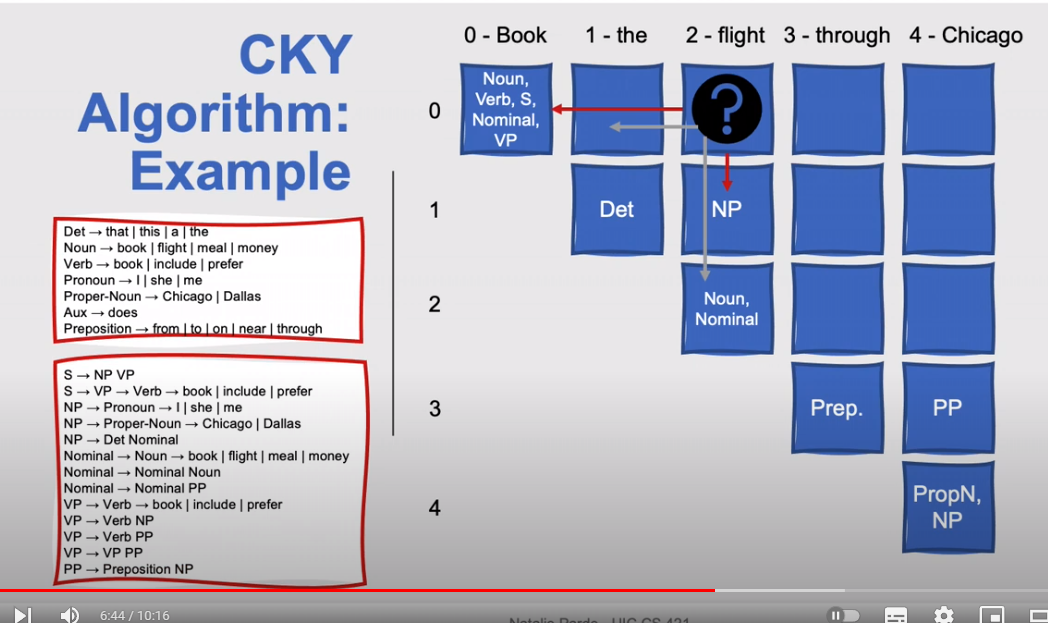 CKY
Algorithm:
Example
0 - Book 1 - the 2 - flight 3 - through 4 - Chicago
0
Noun,
Verb, S,
Nominal,
VP
?
1
Det
NP
2
Noun,
Nominal
3
Prep.
PP
4
PropN,
NP
Det → that | this | a | the
Noun → book | flight | meal | money
Verb → book | include | prefer
Pronoun → I | she | me
Proper-Noun → Chicago | Dallas
Aux → does
Preposition → from | to | on | near | through
S → NP VP
S → VP → Verb → book | include | prefer
NP → Pronoun → I | she | me
NP → Proper-Noun → Chicago | Dallas
NP → Det Nominal
Nominal → Noun → book | flight | meal | money
Nominal → Nominal Noun
Nominal → Nominal PP
VP → Verb → book | include | prefer
VP → Verb NP
VP → Verb PP
VP → VP PP
PP → Preposition NP
6:44 / 10:16